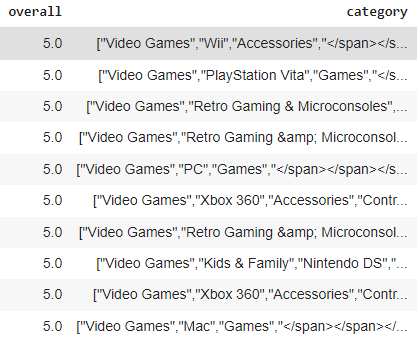 overall category
5.0 ["Video Games","Wii","Accessories","</span></s...
5.0 ["Video Games","PlayStation Vita","Games","</s...
5.0 ["Video Games","Retro Gaming & Microconsoles",...
5.0 ["Video Games","Retro Gaming &amp; Microconsol...
5.0 ["Video Games","PC","Games","</span></span></s...
5.0 ["Video Games","Xbox 360","Accessories","Contr...
5.0 ["Video Games","Retro Gaming &amp; Microconsol...
5.0 ["Video Games","Kids & Family","Nintendo DS","...
5.0 ["Video Games","Xbox 360","Accessories","Contr...
5.0 ["Video Games","Mac","Games","</span></span></...